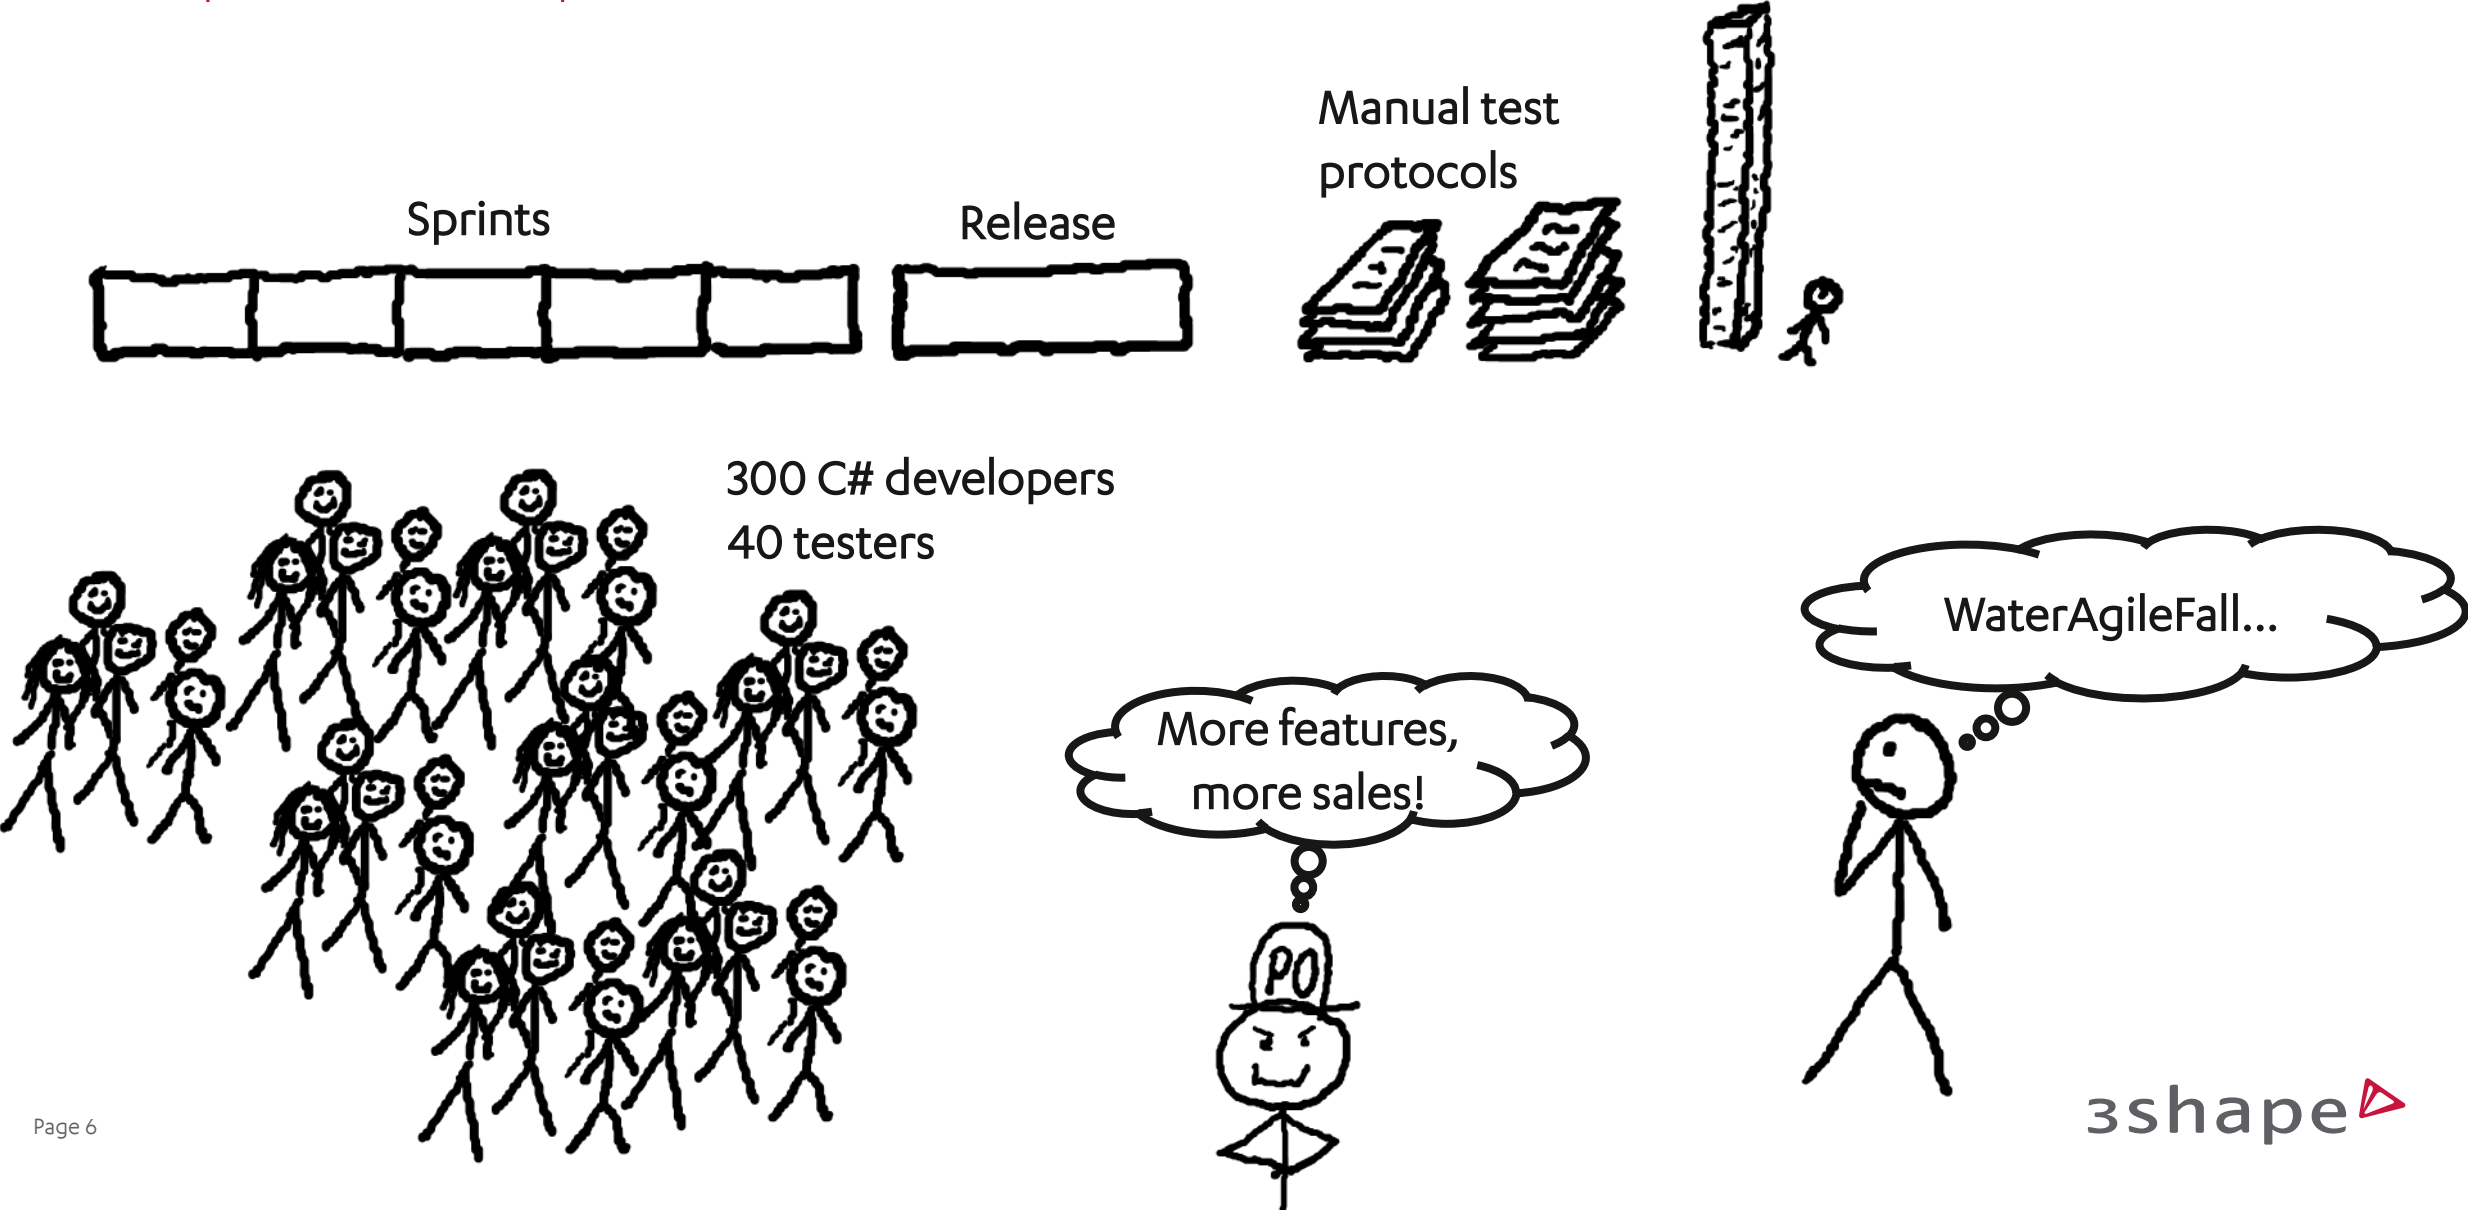 Manual test
protocols
Sprints
Release
300 C# developers
40 testers
WaterAgileFall...
More features,
more sales!
PO
Page 6
3shape